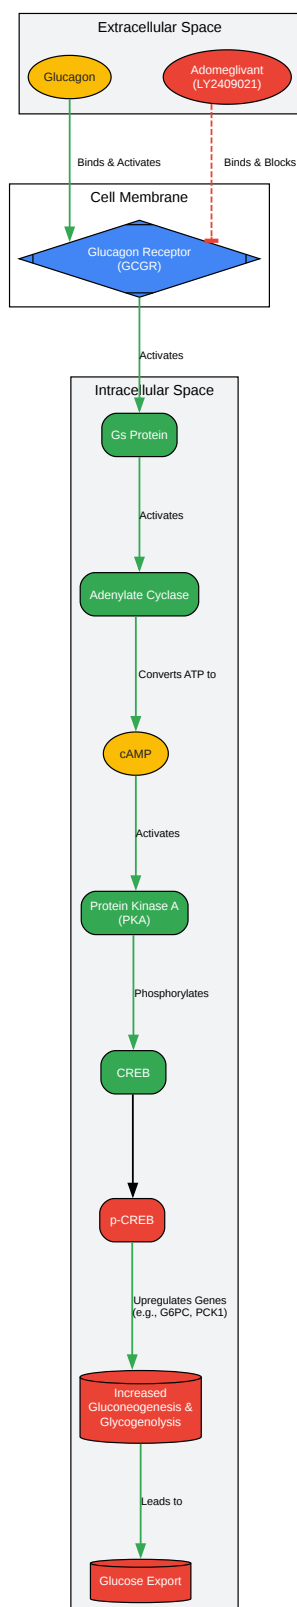 Extracellular Space
Glucagon
Adomeglivant
(LY2409021)
Binds & Activates
Binds & Blocks
Cell Membrane
Glucagon Receptor
(GCGR)
Activates
Intracellular Space
Gs Protein
Activates
Adenylate Cyclase
Converts ATP to
cAMP
Activates
Protein Kinase A
(PKA)
Phosphorylates
CREB
p-CREB
Upregulates Genes
(e.g., G6PC, PCK1)
Increased
Gluconeogenesis &
Glycogenolysis
Leads to
Glucose Export